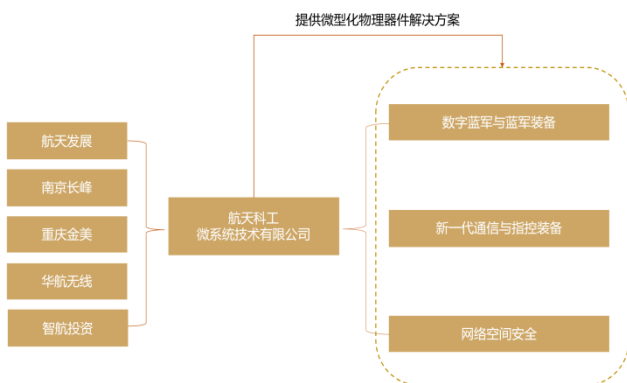 提供微型化物理器件解决方案
航天发展
南京长峰
重庆金美
华航无线
智航投资
航天科工
微系统技术有限公司
数字蓝军与蓝军装备
新一代通信与指控装备
网络空间安全